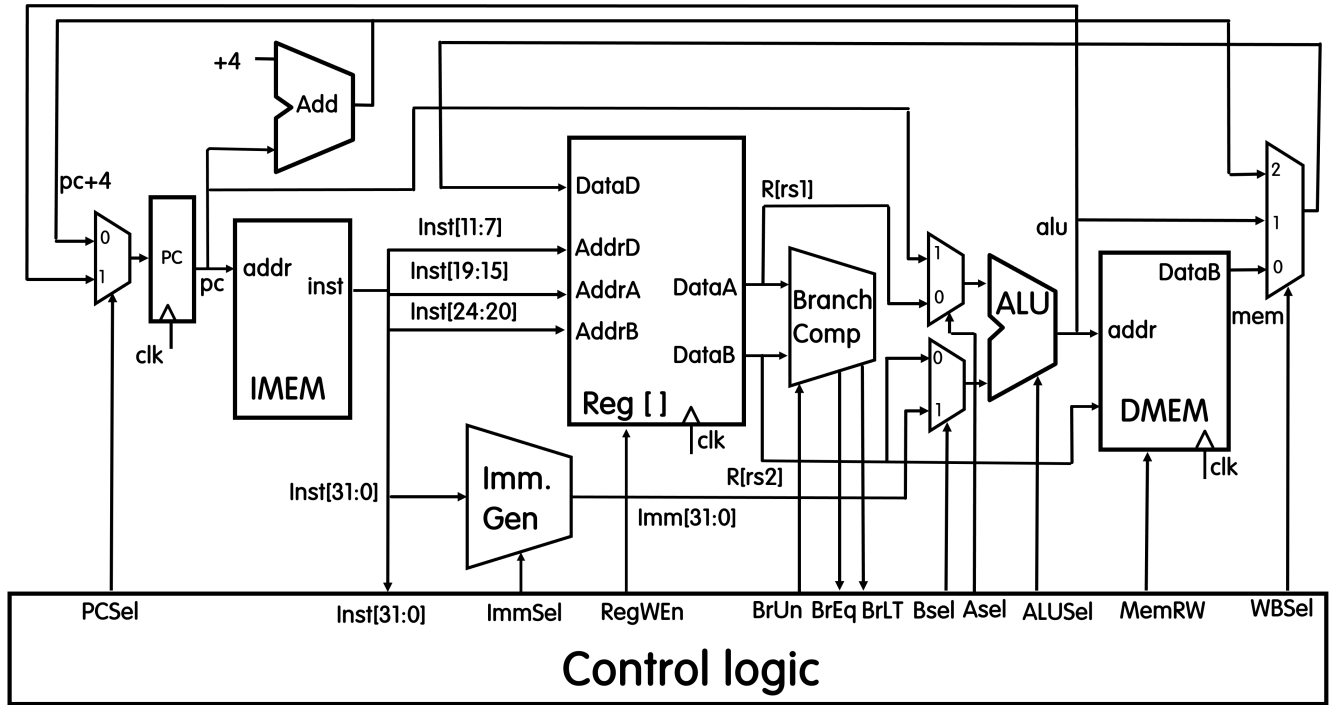 +4
Add
pc+4
0
1
PC
pc
clk
addr
inst
IMEM
Inst[11:7]
Inst[19:15]
Inst[24:20]
DataD
AddrD
AddrA
AddrB
DataA
DataB
Reg [ ]
clk
R[rs1]
Branch
Comp
R[rs2]
1
0
0
1
ALU
alu
addr
DataB
DMEM
clk
2
1
0
mem
Inst[31:0]
Imm.
Gen
Imm[31:0]
PCSel
Inst[31:0]
ImmSel
RegWEn
BrUn
BrEq
BrLT
Bsel
Asel
ALUSel
MemRW
WBSel
Control logic